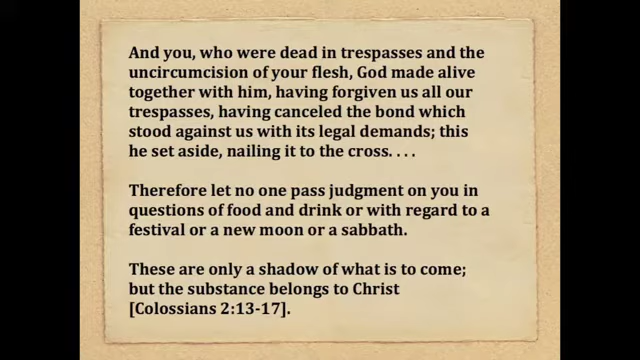 And you, who were dead in trespasses and the
uncircumcision of your flesh, God made alive
together with him, having forgiven us all our
trespasses, having canceled the bond which
stood against us with its legal demands; this
he set aside, nailing it to the cross. . . .
Therefore let no one pass judgment on you in
questions of food and drink or with regard to a
festival or a new moon or a sabbath.
These are only a shadow of what is to come;
but the substance belongs to Christ
[Colossians 2:13-17].